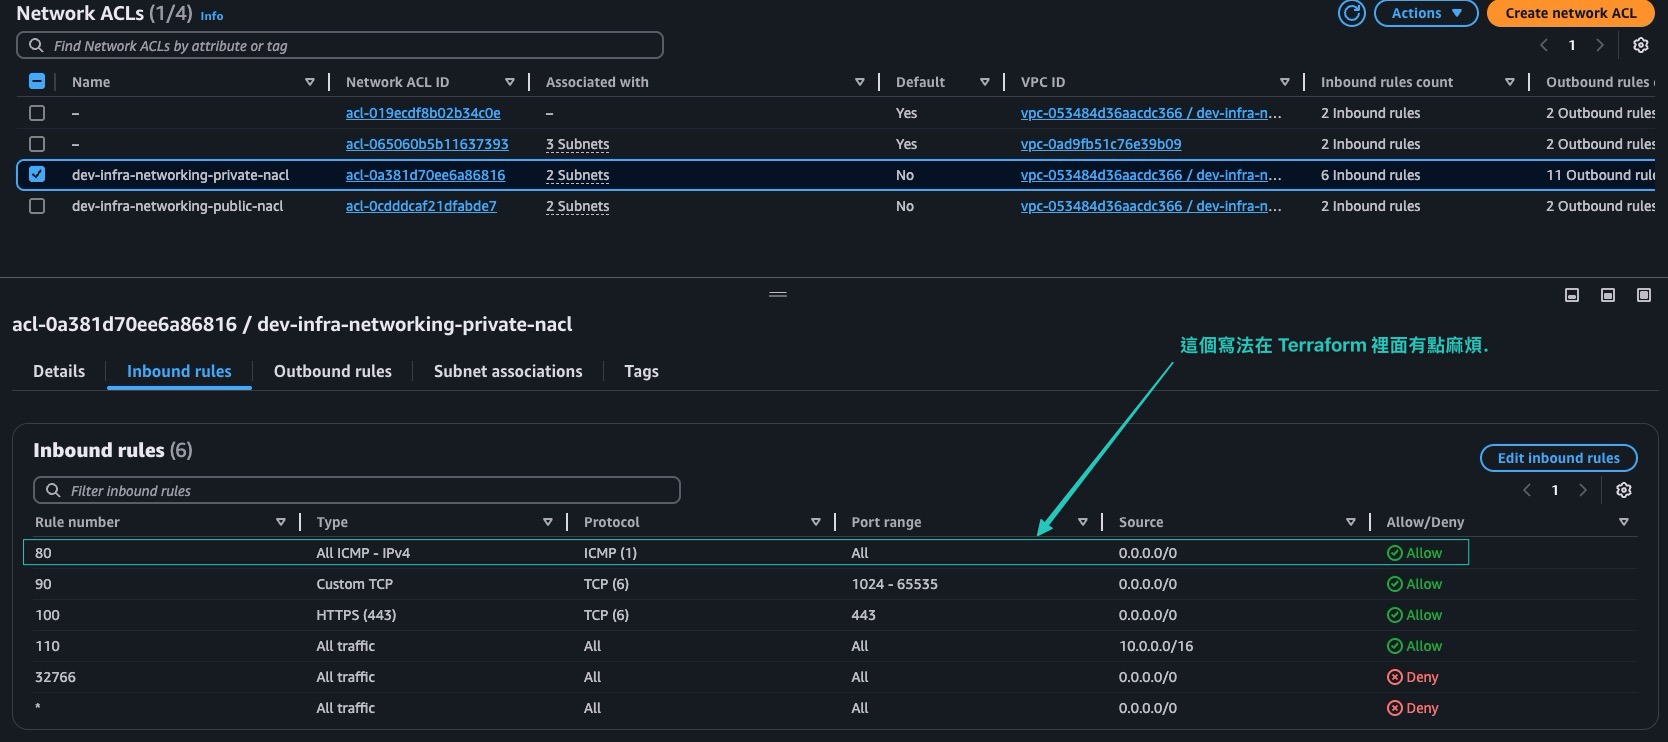 Network ACLs (1/4) Info
Actions
Create network ACL
Find Network ACLs by attribute or tag
1
Name Network ACL ID Associated with Default VPC ID Inbound rules count Outbound rules
– acl-019ecdf8b02b34c0e – Yes vpc-053484d36aacdc366 / dev-infra-n... 2 Inbound rules 2 Outbound rules
– acl-065060b5b11637393 3 Subnets Yes vpc-0ad9fb51c76e39b09 2 Inbound rules 2 Outbound rules
dev-infra-networking-private-nacl acl-0a381d70ee6a86816 2 Subnets No vpc-053484d36aacdc366 / dev-infra-n... 6 Inbound rules 11 Outbound rule
dev-infra-networking-public-nacl acl-0cdddcaf21dfabde7 2 Subnets No vpc-053484d36aacdc366 / dev-infra-n... 2 Inbound rules 2 Outbound rules
acl-0a381d70ee6a86816 / dev-infra-networking-private-nacl
這個寫法在 Terraform 裡面有點麻煩.
Details Inbound rules Outbound rules Subnet associations Tags
Inbound rules (6)
Edit inbound rules
Filter inbound rules
1
Rule number Type Protocol Port range Source Allow/Deny
80 All ICMP - IPv4 ICMP (1) All 0.0.0.0/0 Allow
90 Custom TCP TCP (6) 1024 - 65535 0.0.0.0/0 Allow
100 HTTPS (443) TCP (6) 443 0.0.0.0/0 Allow
110 All traffic All All 10.0.0.0/16 Allow
32766 All traffic All All 0.0.0.0/0 Deny
* All traffic All All 0.0.0.0/0 Deny